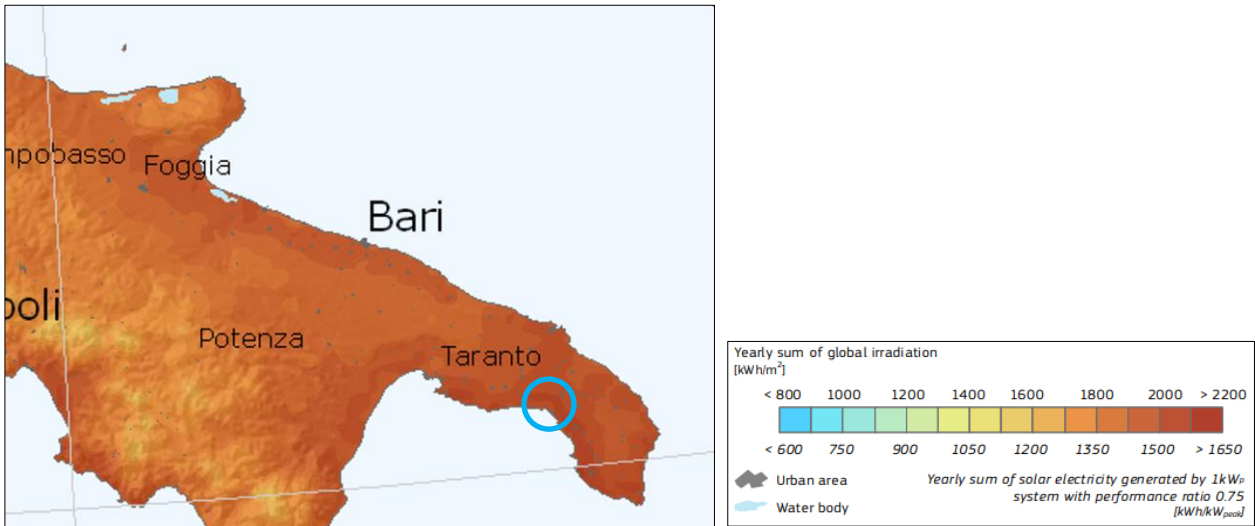 mpobasso
Foggia
Bari
poli
Potenza
Taranto
Yearly sum of global irradiation
[kWh/m²]
< 800 1000 1200 1400 1600 1800 2000 > 2200
< 600 750 900 1050 1200 1350 1500 > 1650
Urban area
Water body
Yearly sum of solar electricity generated by 1kWₚ
system with performance ratio 0.75
[kWh/kWpeak]